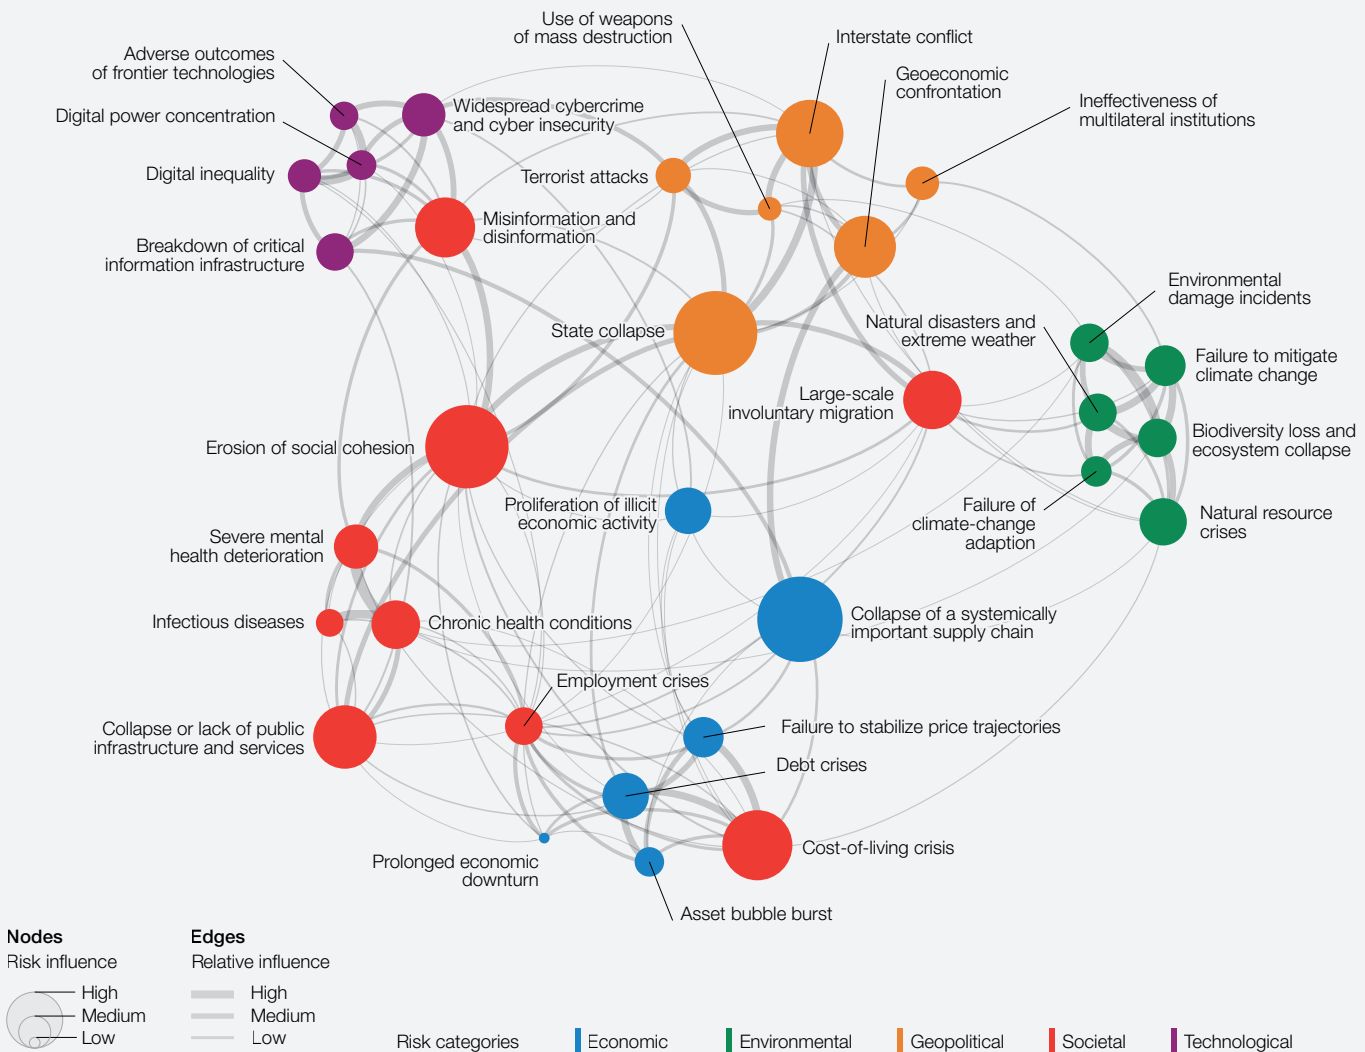 Use of weapons
of mass destruction
Interstate conflict
Adverse outcomes
of frontier technologies
Geoeconomic
confrontation
Ineffectiveness of
multilateral institutions
Digital power concentration
Widespread cybercrime
and cyber insecurity
Digital inequality
Terrorist attacks
Misinformation and
disinformation
Breakdown of critical
information infrastructure
Environmental
damage incidents
Natural disasters and
extreme weather
State collapse
Failure to mitigate
climate change
Large-scale
involuntary migration
Biodiversity loss and
ecosystem collapse
Erosion of social cohesion
Proliferation of illicit
economic activity
Failure of
climate-change
adaption
Natural resource
crises
Severe mental
health deterioration
Infectious diseases
Chronic health conditions
Collapse of a systemically
important supply chain
Employment crises
Collapse or lack of public
infrastructure and services
Failure to stabilize price trajectories
Debt crises
Prolonged economic
downturn
Cost-of-living crisis
Asset bubble burst
Nodes
Risk influence
High
Medium
Low
Edges
Relative influence
High
Medium
Low
Risk categories
Economic
Environmental
Geopolitical
Societal
Technological